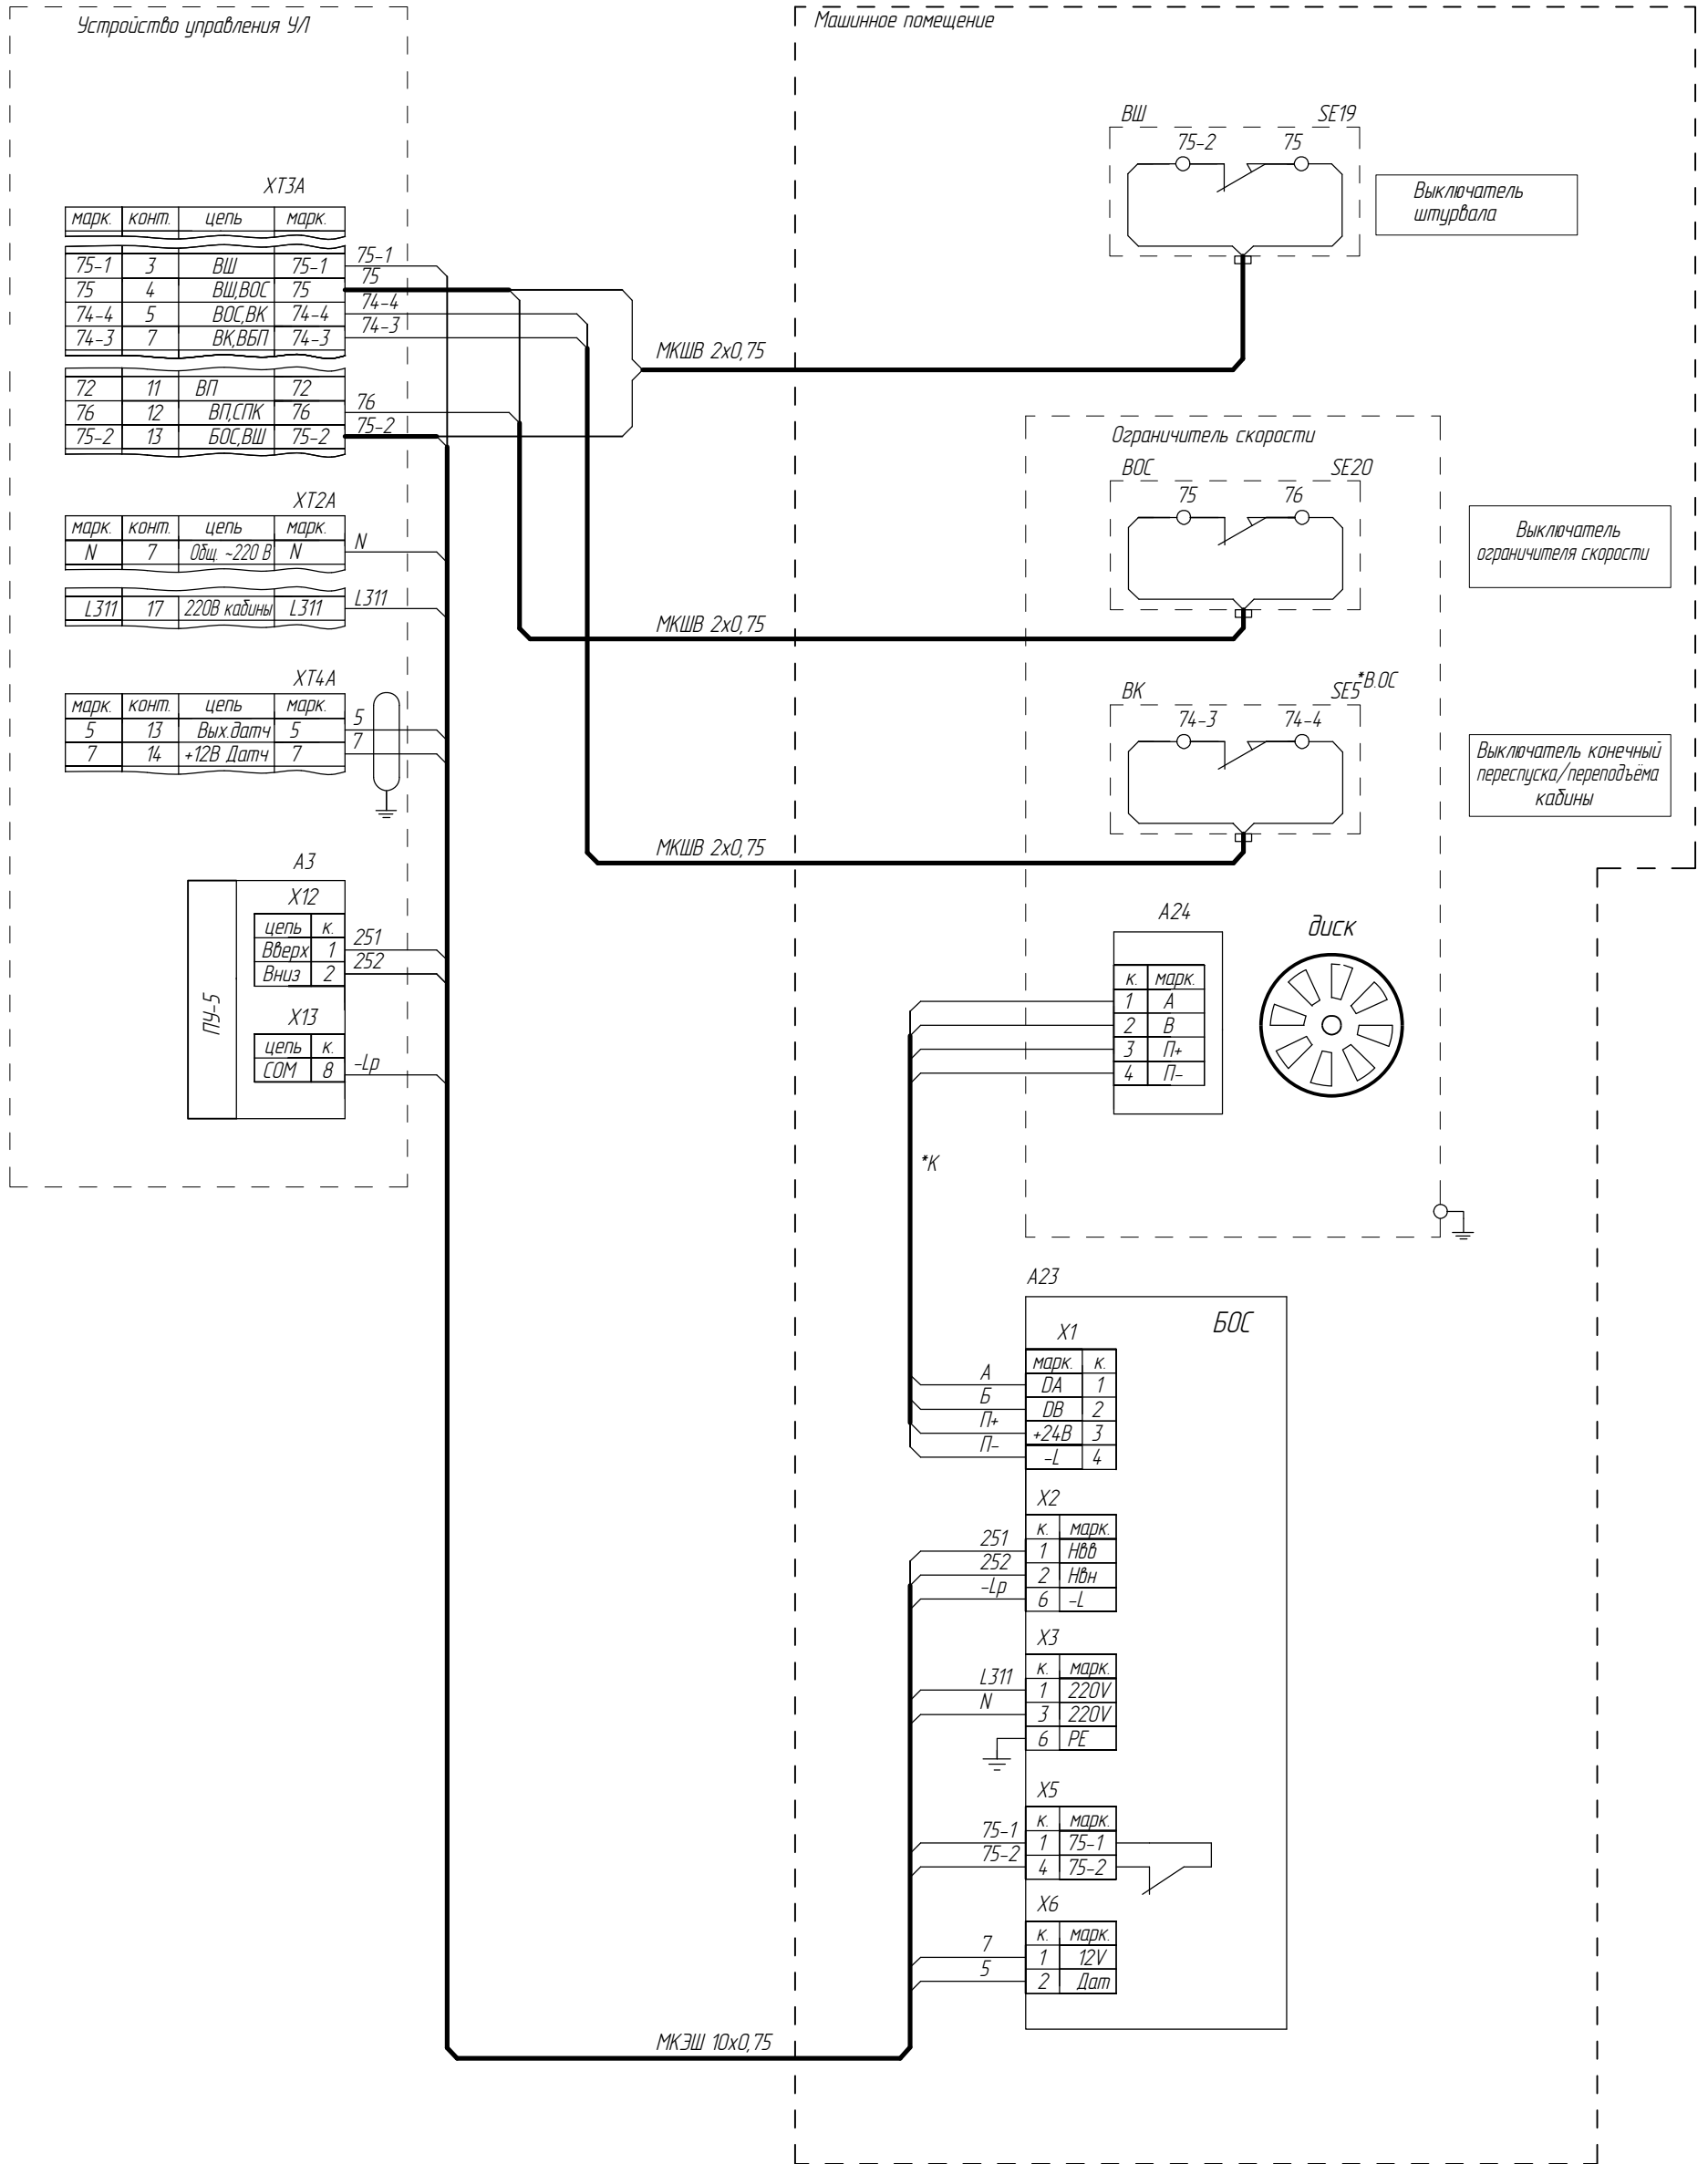 Устройство управления УЛ
Машинное помещение
ВШ SE19
75-2 75
Выключатель
штурвала
XT3A
марк. конт. цепь марк.
75-1 3 ВШ 75-1 75-1
75 4 ВШ,ВОС 75 75
74-4 5 ВОС,ВК 74-4 74-4
74-3 7 ВК,ВБП 74-3 74-3
72 11 ВП 72
76 12 ВП,СПК 76 76
75-2 13 БОС,ВШ 75-2 75-2
МКШВ 2х0,75
XT2A
марк. конт. цепь марк.
N 7 Общ. ~220 В N N
L311 17 220В кабины L311 L311
МКШВ 2х0,75
Ограничитель скорости
ВОС SE20
75 76
Выключатель
ограничителя скорости
XT4A
марк. конт. цепь марк.
5 13 Вых.датч 5 5
7 14 +12В Датч 7 7
МКШВ 2х0,75
ВК SE5 *В.ОС
74-3 74-4
Выключатель конечный
переспуска/переподъёма
кабины
А3
ПУ-5
X12
цепь к.
Вверх 1 251
Вниз 2 252
X13
цепь к.
СОМ 8 -Lp
А24
диск
к. марк.
1 А
2 В
3 П+
4 П-
*К
А23
БОС
X1
марк. к.
А DA 1
Б DB 2
П+ +24В 3
П- -L 4
X2
к. марк.
251 1 Нвв
252 2 Нвн
-Lp 6 -L
X3
к. марк.
L311 1 220V
N 3 220V
6 PE
X5
к. марк.
75-1 1 75-1
75-2 4 75-2
X6
к. марк.
7 1 12V
5 2 Дат
МКЭШ 10х0,75